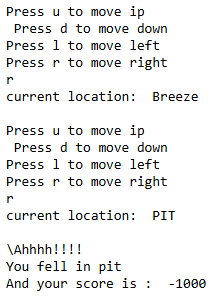 Press u to move ip
Press d to move down
Press l to move left
Press r to move right
r
current location:  Breeze
Press u to move ip
Press d to move down
Press l to move left
Press r to move right
r
current location:  PIT
\Ahhhh!!!!
You fell in pit
And your score is :  -1000